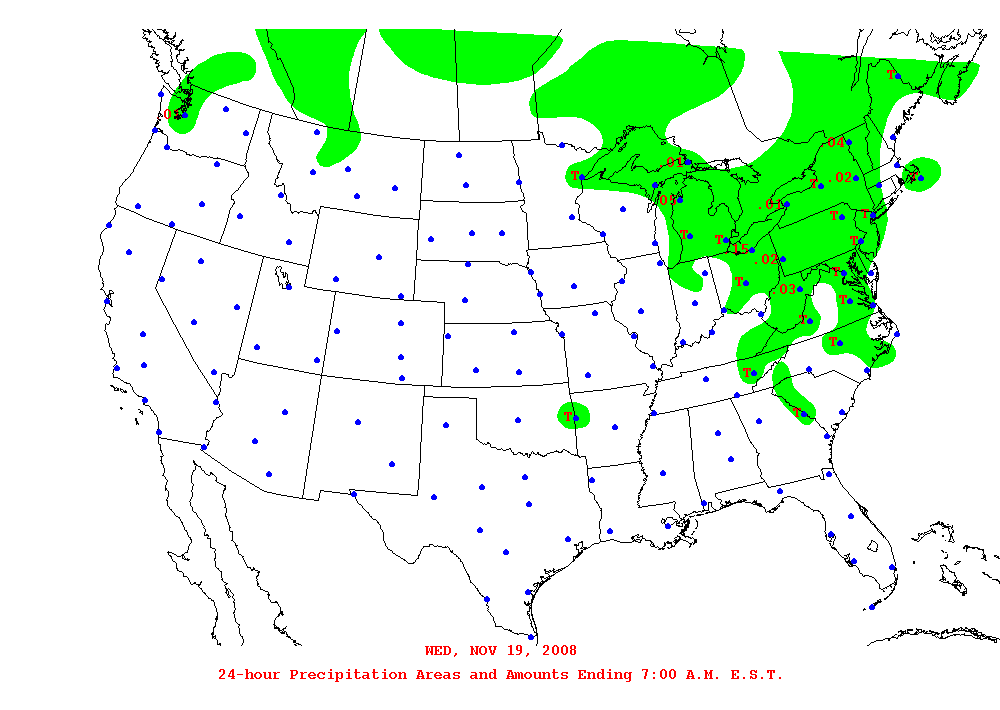 T
.04
.01
T
T
.02
T
.05
.01
T
T
T
T
.15
T
.02
T
T
.03
T
T
T
T
T
T
WED, NOV 19, 2008
24-hour Precipitation Areas and Amounts Ending 7:00 A.M. E.S.T.